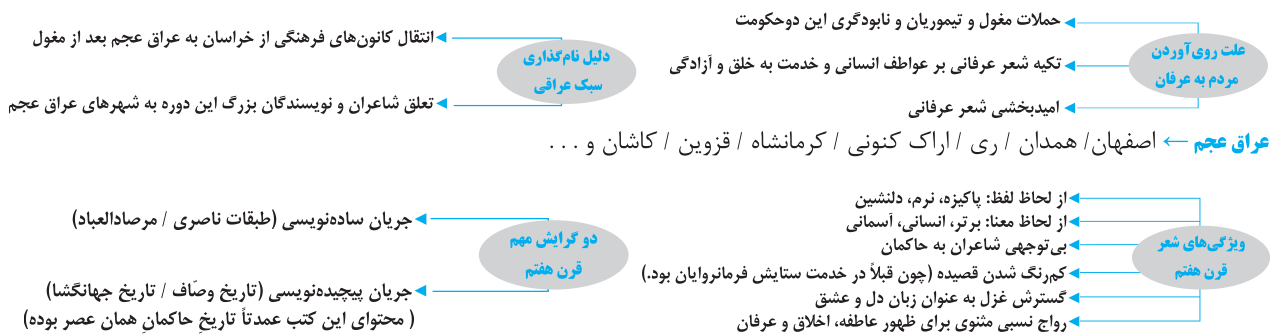 علت روی‌آوردن
مردم به عرفان
حملات مغول و تیموریان و نابودگری این دوحکومت
تکیه شعر عرفانی بر عواطف انسانی و خدمت به خلق و آزادگی
امیدبخشی شعر عرفانی
دلیل نام‌گذاری
سبک عراقی
انتقال کانون‌های فرهنگی از خراسان به عراق عجم بعد از مغول
تعلق شاعران و نویسندگان بزرگ این دوره به شهرهای عراق عجم
عراق عجم ← اصفهان/ همدان / ری / اراک کنونی / کرمانشاه / قزوین / کاشان و ...
ویژگی‌های شعر
قرن هفتم
از لحاظ لفظ: پاکیزه، نرم، دلنشین
از لحاظ معنا: برتر، انسانی، آسمانی
بی‌توجهی شاعران به حاکمان
کم‌رنگ شدن قصیده (چون قبلاً در خدمت ستایش فرمانروایان بود.)
گسترش غزل به عنوان زبان دل و عشق
رواج نسبی مثنوی برای ظهور عاطفه، اخلاق و عرفان
دو گرایش مهم
قرن هفتم
جریان ساده‌نویسی (طبقات ناصری / مرصادالعباد)
جریان پیچیده‌نویسی (تاریخ وصّاف / تاریخ جهانگشا)
( محتوای این کتب عمدتاً تاریخِ حاکمانِ همان عصر بوده)